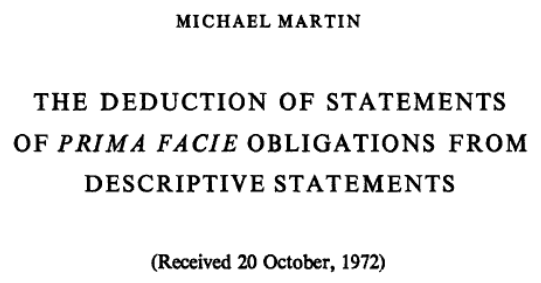 MICHAEL MARTIN
THE DEDUCTION OF STATEMENTS
OF PRIMA FACIE OBLIGATIONS FROM
DESCRIPTIVE STATEMENTS
(Received 20 October, 1972)